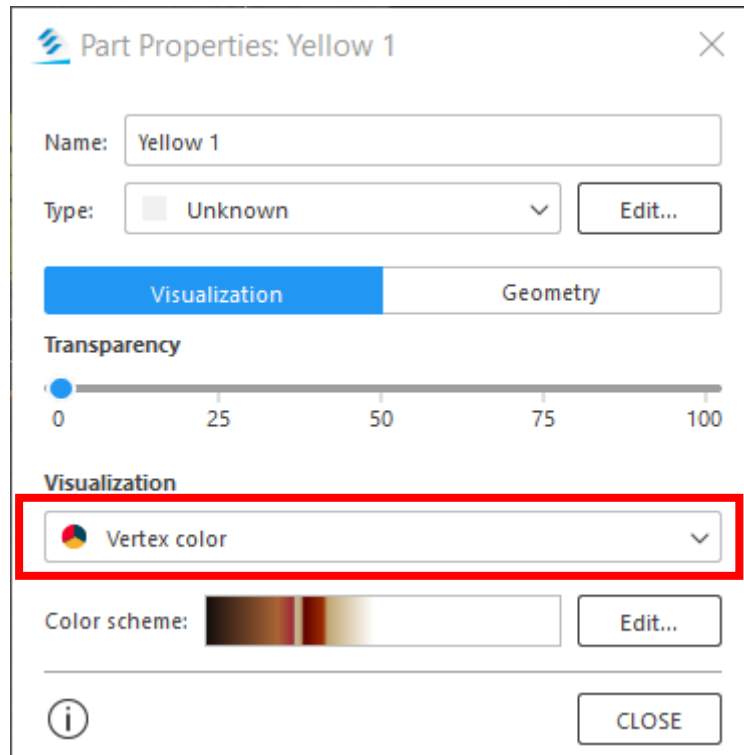 Part Properties: Yellow 1
Name: Yellow 1
Type: Unknown Edit...
Visualization Geometry
Transparency
0 25 50 75 100
Visualization
Vertex color
Color scheme: Edit...
CLOSE